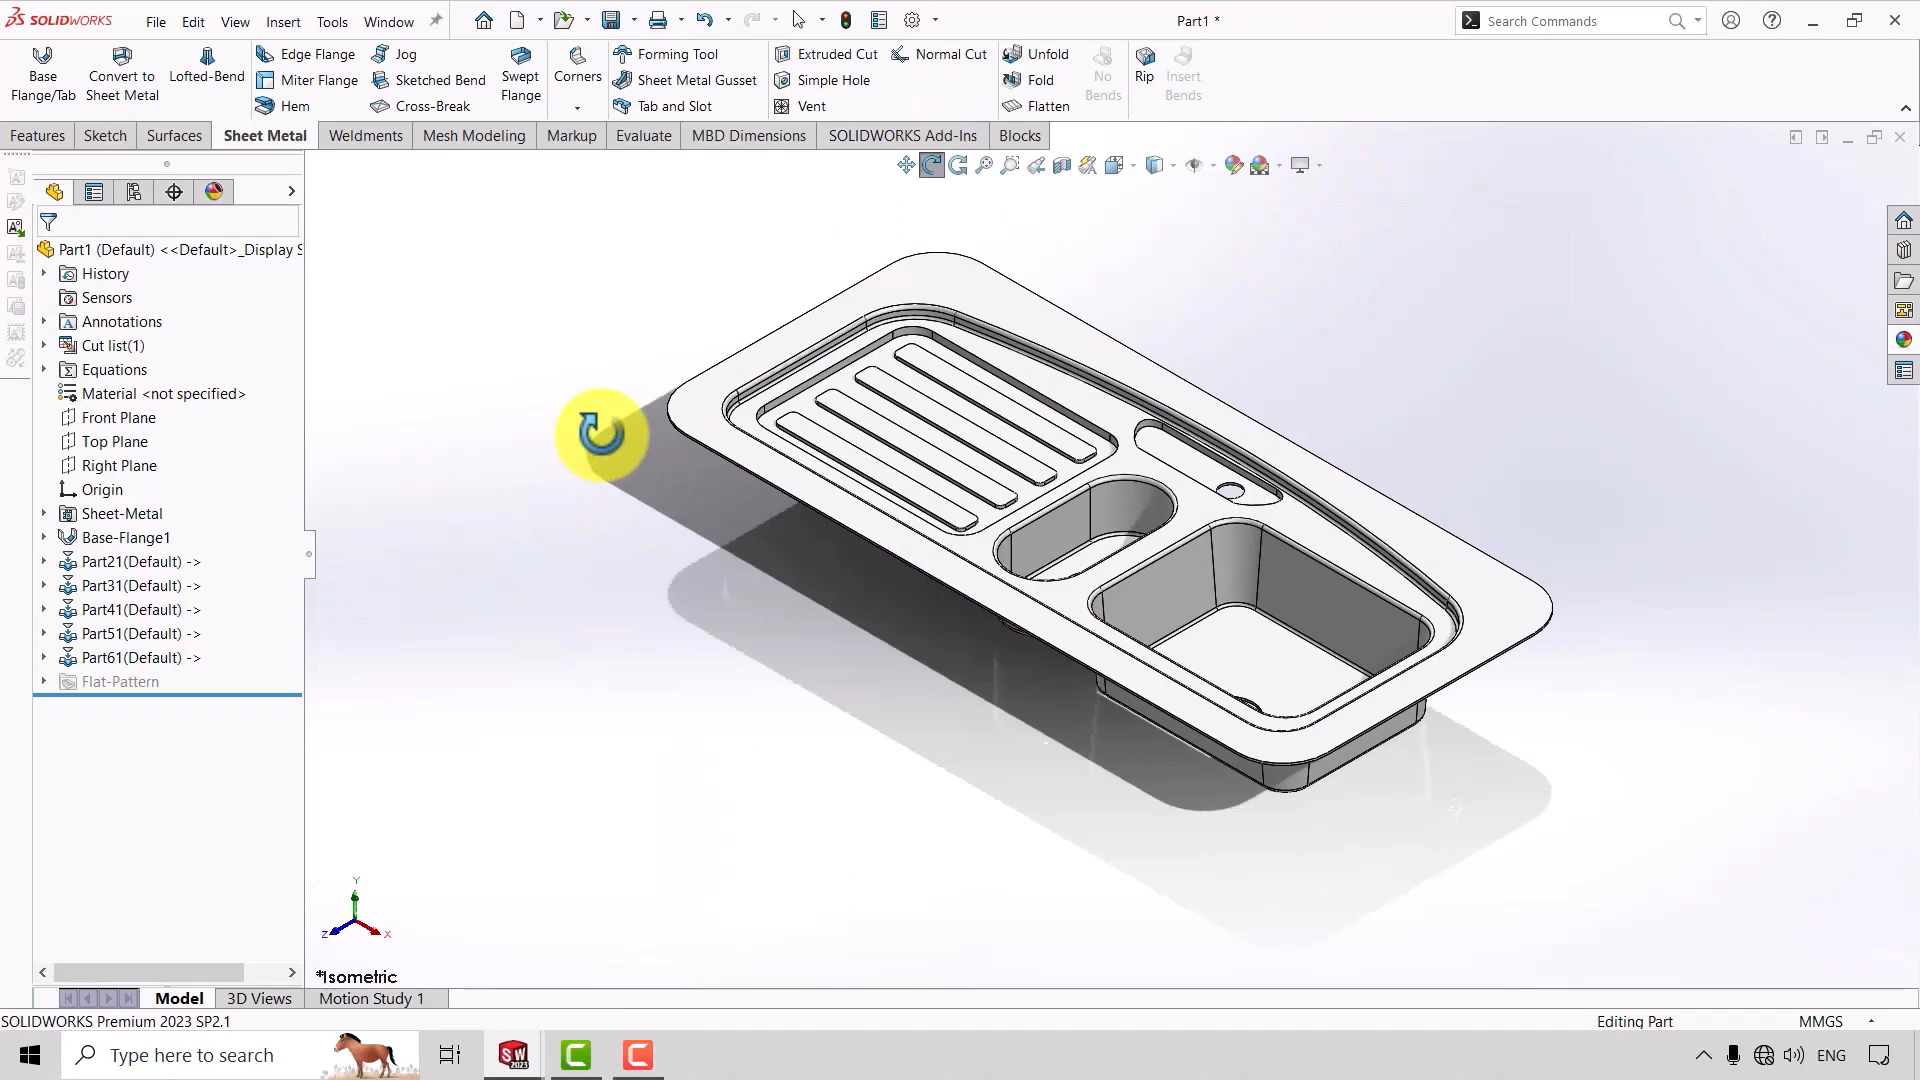 SOLIDWORKS File Edit View Insert Tools Window Part1 * Search Commands
Base Flange/Tab
Convert to Sheet Metal
Lofted-Bend
Edge Flange
Miter Flange
Hem
Jog
Sketched Bend
Cross-Break
Swept Flange
Corners
Forming Tool
Sheet Metal Gusset
Tab and Slot
Extruded Cut
Simple Hole
Vent
Normal Cut
Unfold
Fold
Flatten
No Bends
Rip
Insert Bends
Features Sketch Surfaces Sheet Metal Weldments Mesh Modeling Markup Evaluate MBD Dimensions SOLIDWORKS Add-Ins Blocks
Part1 (Default) <<Default>_Display S
History
Sensors
Annotations
Cut list(1)
Equations
Material <not specified>
Front Plane
Top Plane
Right Plane
Origin
Sheet-Metal
Base-Flange1
Part21(Default) ->
Part31(Default) ->
Part41(Default) ->
Part51(Default) ->
Part61(Default) ->
Flat-Pattern
Y
Z X
*Isometric
Model 3D Views Motion Study 1
SOLIDWORKS Premium 2023 SP2.1 Editing Part MMGS
Type here to search SW 2023 ENG